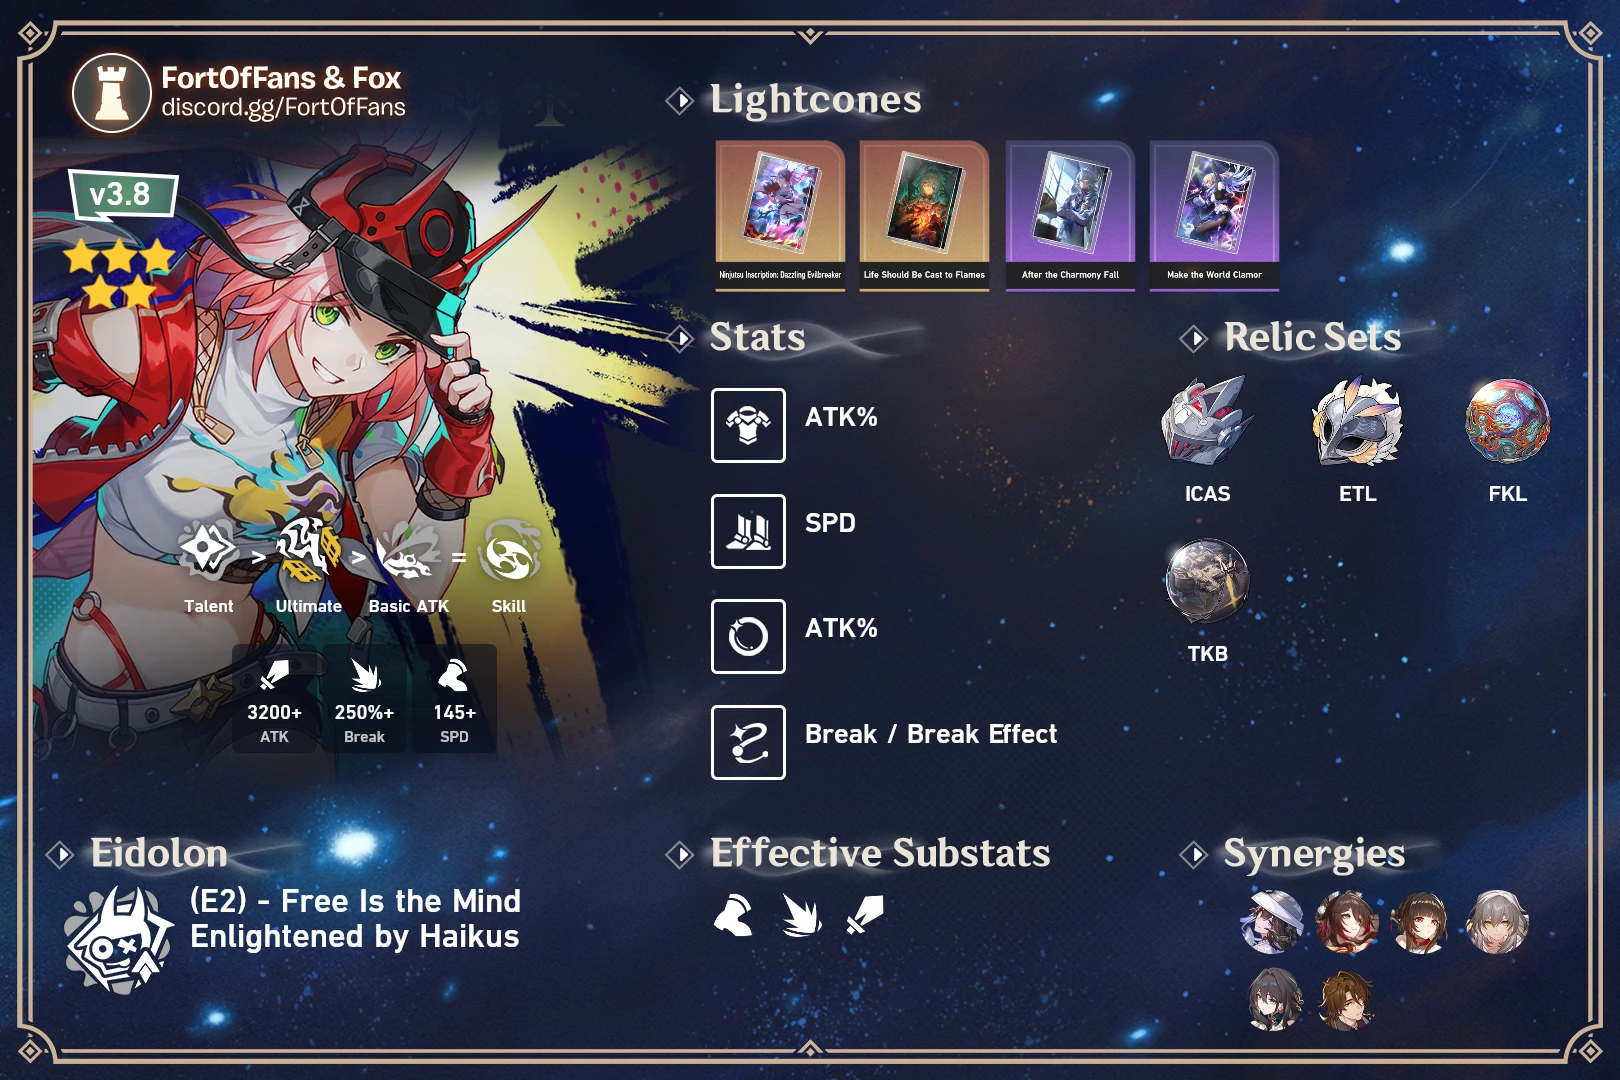 FortOfFans & Fox
discord.gg/FortOfFans
v3.8
Talent > Ultimate > Basic ATK = Skill
3200+ 250%+ 145+
ATK Break SPD
Lightcones
Ninjutsu Inscription: Dazzling Evilbreaker
Life Should Be Cast to Flames
After the Charmony Fall
Make the World Clamor
Stats
ATK%
SPD
ATK%
Break / Break Effect
Relic Sets
ICAS ETL FKL
TKB
Eidolon
(E2) - Free Is the Mind
Enlightened by Haikus
Effective Substats
Synergies